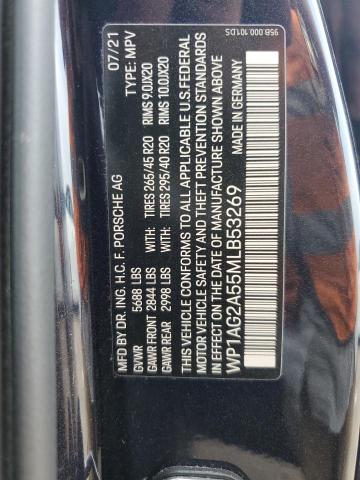 95B.000.101.DS
MFD BY DR. ING. H.C. F. PORSCHE AG 07/21
GVWR 5688 LBS TYPE: MPV
GAWR FRONT 2844 LBS WITH: TIRES 265/45 R20 RIMS 9.0JX20
GAWR REAR 2998 LBS WITH: TIRES 295/40 R20 RIMS 10.0JX20
THIS VEHICLE CONFORMS TO ALL APPLICABLE U.S.FEDERAL
MOTOR VEHICLE SAFETY AND THEFT PREVENTION STANDARDS
IN EFFECT ON THE DATE OF MANUFACTURE SHOWN ABOVE
MADE IN GERMANY
WP1AG2A55MLB53269